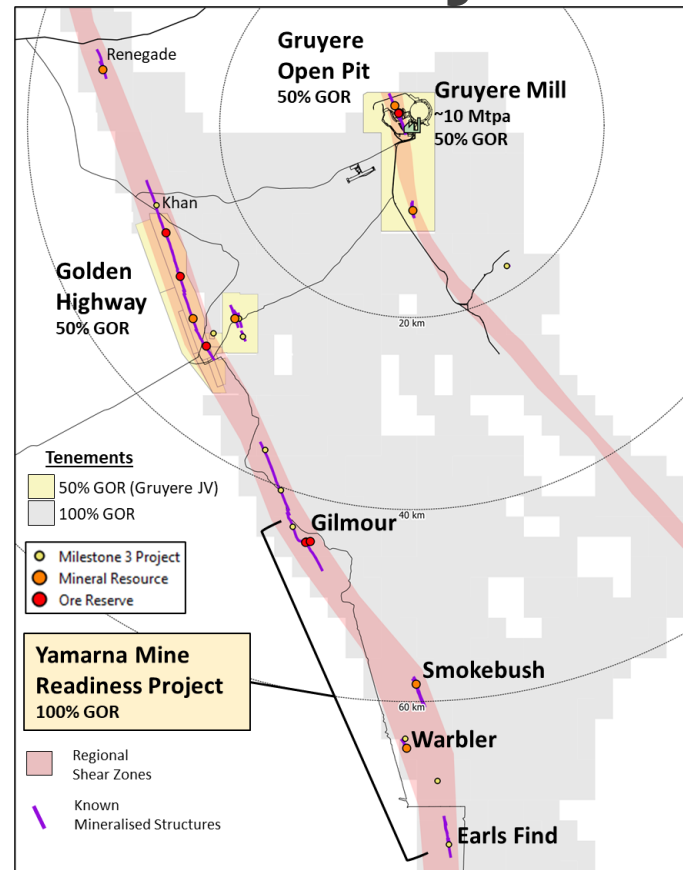 Renegade
Gruyere
Open Pit
50% GOR
Gruyere Mill
~10 Mtpa
50% GOR
Khan
Golden
Highway
50% GOR
20 km
Tenements
50% GOR (Gruyere JV)
100% GOR
40 km
Gilmour
Milestone 3 Project
Mineral Resource
Ore Reserve
Yamarna Mine
Readiness Project
100% GOR
Smokebush
60 km
Warbler
Regional
Shear Zones
Known
Mineralised Structures
Earls Find